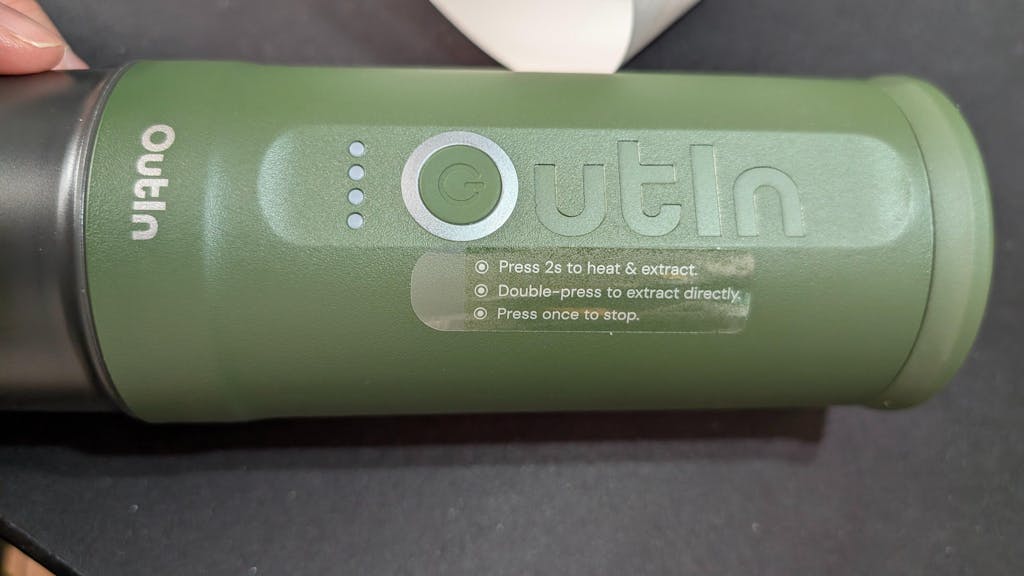 OutIn
OutIn
Press 2s to heat & extract.
Double-press to extract directly.
Press once to stop.